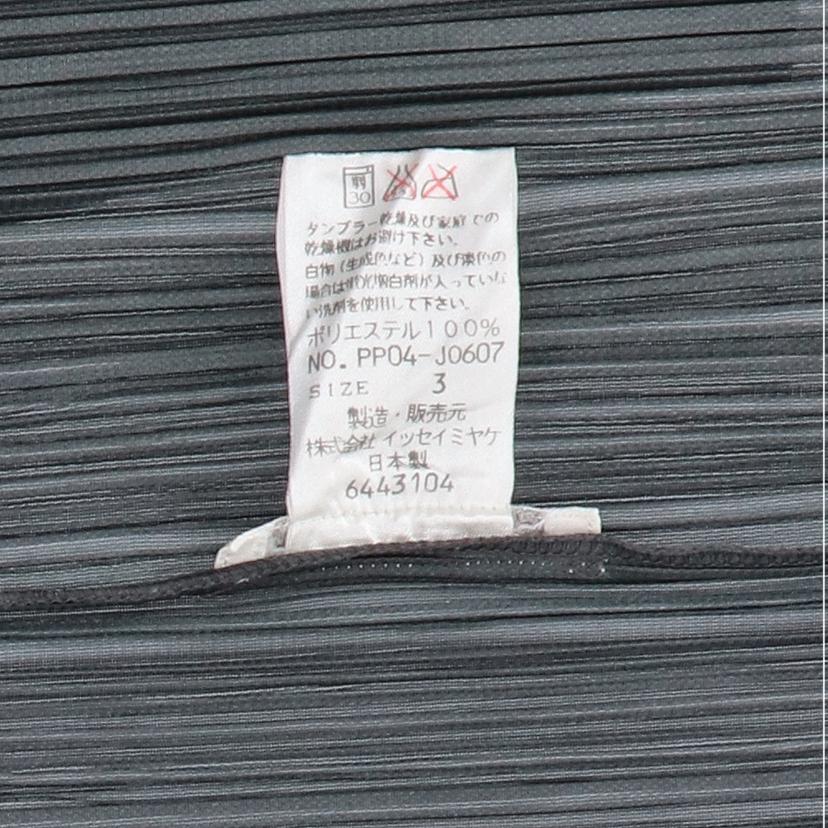 弱
30
タンブラー乾燥及び家庭での
乾燥機はお避け下さい。
白物(生成色など)及び淡色の
場合は蛍光増白剤が入っていな
い洗剤を使用して下さい。
ポリエステル100%
NO. PP04-J0607
SIZE 3
製造・販売元
株式会社 イッセイミヤケ
日本製
6443104